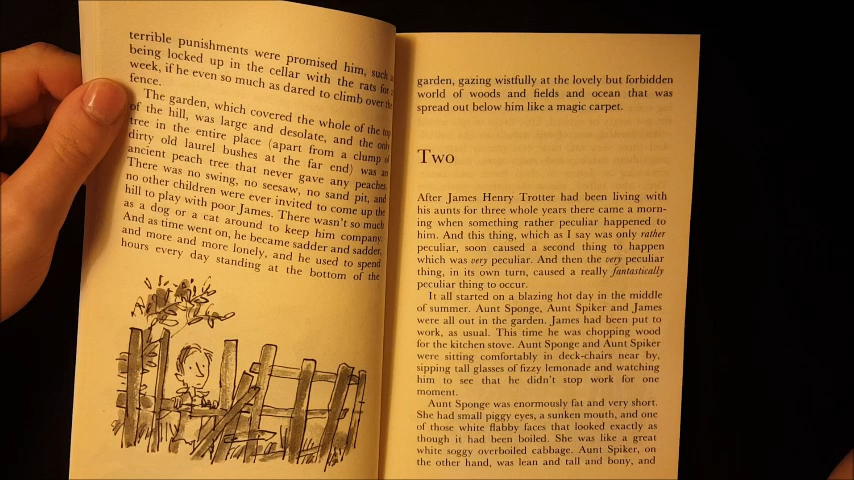 terrible punishments were promised him, such as
being locked up in the cellar with the rats for a
week, if he even so much as dared to climb over the
fence.
The garden, which covered the whole of the top
of the hill, was large and desolate, and the only
tree in the entire place (apart from a clump of
dirty old laurel bushes at the far end) was an
ancient peach tree that never gave any peaches.
There was no swing, no seesaw, no sand pit, and
no other children were ever invited to come up the
hill to play with poor James. There wasn't so much
as a dog or a cat around to keep him company.
And as time went on, he became sadder and sadder,
and more and more lonely, and he used to spend
hours every day standing at the bottom of the
garden, gazing wistfully at the lovely but forbidden
world of woods and fields and ocean that was
spread out below him like a magic carpet.
Two
After James Henry Trotter had been living with
his aunts for three whole years there came a morn-
ing when something rather peculiar happened to
him. And this thing, which as I say was only rather
peculiar, soon caused a second thing to happen
which was very peculiar. And then the very peculiar
thing, in its own turn, caused a really fantastically
peculiar thing to occur.
It all started on a blazing hot day in the middle
of summer. Aunt Sponge, Aunt Spiker and James
were all out in the garden. James had been put to
work, as usual. This time he was chopping wood
for the kitchen stove. Aunt Sponge and Aunt Spiker
were sitting comfortably in deck-chairs near by,
sipping tall glasses of fizzy lemonade and watching
him to see that he didn't stop work for one
moment.
Aunt Sponge was enormously fat and very short.
She had small piggy eyes, a sunken mouth, and one
of those white flabby faces that looked exactly as
though it had been boiled. She was like a great
white soggy overboiled cabbage. Aunt Spiker, on
the other hand, was lean and tall and bony, and